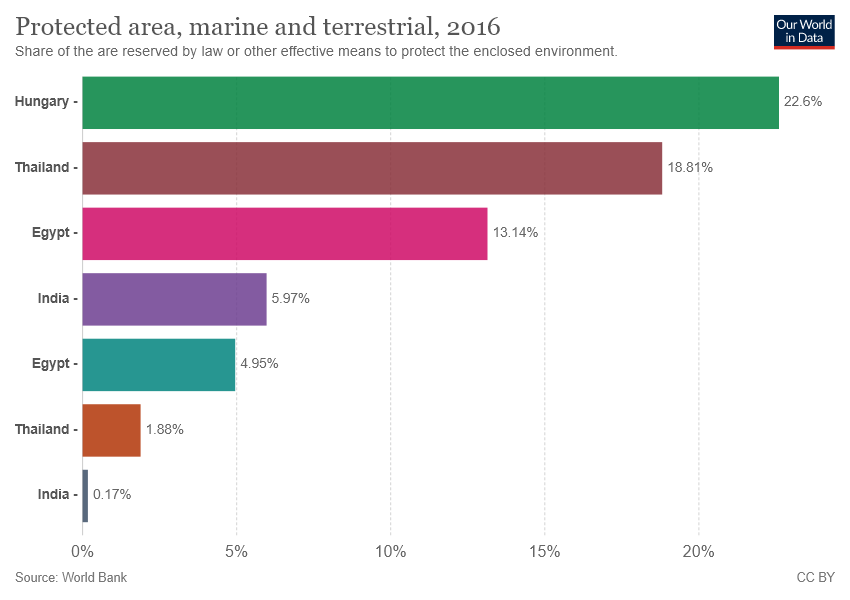 Protected area, marine and terrestrial, 2016
Our World
in Data
Share of the are reserved by law or other effective means to protect the enclosed environment.
Hungary - 22.6%
Thailand - 18.81%
Egypt - 13.14%
India - 5.97%
Egypt - 4.95%
Thailand - 1.88%
India - 0.17%
0% 5% 10% 15% 20%
Source: World Bank CC BY